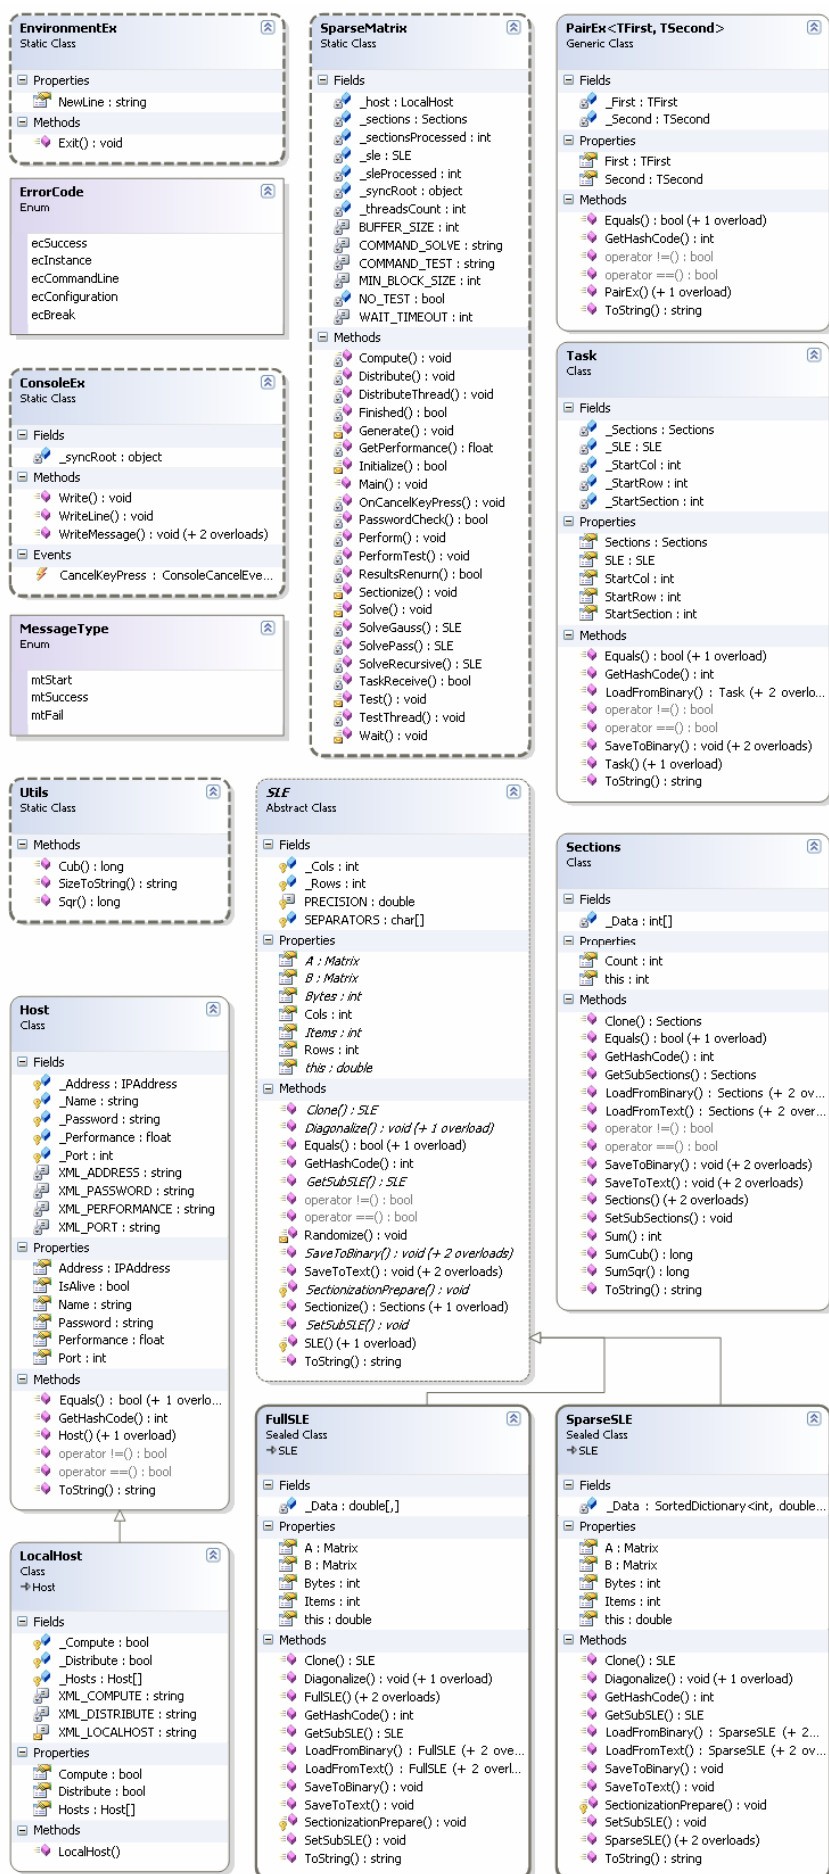 EnvironmentEx
Static Class
Properties
NewLine : string
Methods
Exit() : void
ErrorCode
Enum
ecSuccess
ecInstance
ecCommandLine
ecConfiguration
ecBreak
ConsoleEx
Static Class
Fields
_syncRoot : object
Methods
Write() : void
WriteLine() : void
WriteMessage() : void (+ 2 overloads)
Events
CancelKeyPress : ConsoleCancelEve...
MessageType
Enum
mtStart
mtSuccess
mtFail
Utils
Static Class
Methods
Cub() : long
SizeToString() : string
Sqr() : long
Host
Class
Fields
_Address : IPAddress
_Name : string
_Password : string
_Performance : float
_Port : int
XML_ADDRESS : string
XML_PASSWORD : string
XML_PERFORMANCE : string
XML_PORT : string
Properties
Address : IPAddress
IsAlive : bool
Name : string
Password : string
Performance : float
Port : int
Methods
Equals() : bool (+ 1 overlo...
GetHashCode() : int
Host() (+ 1 overload)
operator !=() : bool
operator ==() : bool
ToString() : string
LocalHost
Class
Host
Fields
_Compute : bool
_Distribute : bool
_Hosts : Host[]
XML_COMPUTE : string
XML_DISTRIBUTE : string
XML_LOCALHOST : string
Properties
Compute : bool
Distribute : bool
Hosts : Host[]
Methods
LocalHost()
SparseMatrix
Static Class
Fields
_host : LocalHost
_sections : Sections
_sectionsProcessed : int
_sle : SLE
_sleProcessed : int
_syncRoot : object
_threadsCount : int
BUFFER_SIZE : int
COMMAND_SOLVE : string
COMMAND_TEST : string
MIN_BLOCK_SIZE : int
NO_TEST : bool
WAIT_TIMEOUT : int
Methods
Compute() : void
Distribute() : void
DistributeThread() : void
Finished() : bool
Generate() : void
GetPerformance() : float
Initialize() : bool
Main() : void
OnCancelKeyPress() : void
PasswordCheck() : bool
Perform() : void
PerformTest() : void
ResultsRenurn() : bool
Sectionize() : void
Solve() : void
SolveGauss() : SLE
SolvePass() : SLE
SolveRecursive() : SLE
TaskReceive() : bool
Test() : void
TestThread() : void
Wait() : void
SLE
Abstract Class
Fields
_Cols : int
_Rows : int
PRECISION : double
SEPARATORS : char[]
Properties
A : Matrix
B : Matrix
Bytes : int
Cols : int
Items : int
Rows : int
this : double
Methods
Clone() : SLE
Diagonalize() : void (+ 1 overload)
Equals() : bool (+ 1 overload)
GetHashCode() : int
GetSubSLE() : SLE
operator !=() : bool
operator ==() : bool
Randomize() : void
SaveToBinary() : void (+ 2 overloads)
SaveToText() : void (+ 2 overloads)
SectionizationPrepare() : void
Sectionize() : Sections (+ 1 overload)
SetSubSLE() : void
SLE() (+ 1 overload)
ToString() : string
FullSLE
Sealed Class
SLE
Fields
_Data : double[,]
Properties
A : Matrix
B : Matrix
Bytes : int
Items : int
this : double
Methods
Clone() : SLE
Diagonalize() : void (+ 1 overload)
FullSLE() (+ 2 overloads)
GetHashCode() : int
GetSubSLE() : SLE
LoadFromBinary() : FullSLE (+ 2 ove...
LoadFromText() : FullSLE (+ 2 overl...
SaveToBinary() : void
SaveToText() : void
SectionizationPrepare() : void
SetSubSLE() : void
ToString() : string
PairEx<TFirst, TSecond>
Generic Class
Fields
_First : TFirst
_Second : TSecond
Properties
First : TFirst
Second : TSecond
Methods
Equals() : bool (+ 1 overload)
GetHashCode() : int
operator !=() : bool
operator ==() : bool
PairEx() (+ 1 overload)
ToString() : string
Task
Class
Fields
_Sections : Sections
_SLE : SLE
_StartCol : int
_StartRow : int
_StartSection : int
Properties
Sections : Sections
SLE : SLE
StartCol : int
StartRow : int
StartSection : int
Methods
Equals() : bool (+ 1 overload)
GetHashCode() : int
LoadFromBinary() : Task (+ 2 overlo...
operator !=() : bool
operator ==() : bool
SaveToBinary() : void (+ 2 overloads)
Task() (+ 1 overload)
ToString() : string
Sections
Class
Fields
_Data : int[]
Properties
Count : int
this : int
Methods
Clone() : Sections
Equals() : bool (+ 1 overload)
GetHashCode() : int
GetSubSections() : Sections
LoadFromBinary() : Sections (+ 2 ov...
LoadFromText() : Sections (+ 2 over...
operator !=() : bool
operator ==() : bool
SaveToBinary() : void (+ 2 overloads)
SaveToText() : void (+ 2 overloads)
Sections() (+ 2 overloads)
SetSubSections() : void
Sum() : int
SumCub() : long
SumSqr() : long
ToString() : string
SparseSLE
Sealed Class
SLE
Fields
_Data : SortedDictionary<int, double...
Properties
A : Matrix
B : Matrix
Bytes : int
Items : int
this : double
Methods
Clone() : SLE
Diagonalize() : void (+ 1 overload)
GetHashCode() : int
GetSubSLE() : SLE
LoadFromBinary() : SparseSLE (+ 2...
LoadFromText() : SparseSLE (+ 2 ov...
SaveToBinary() : void
SaveToText() : void
SectionizationPrepare() : void
SetSubSLE() : void
SparseSLE() (+ 2 overloads)
ToString() : string